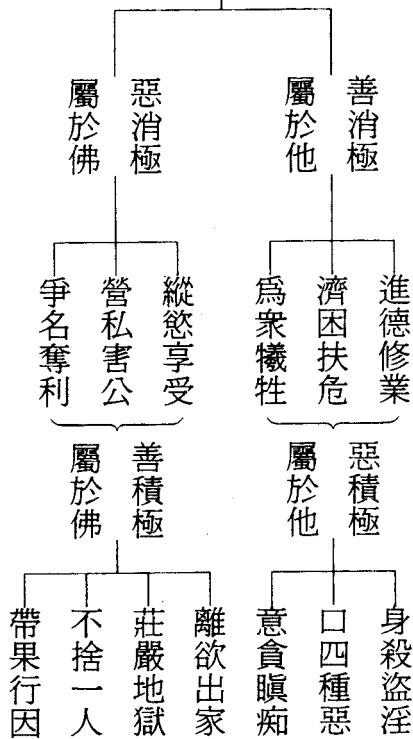 善消極
屬於他
進德修業
濟困扶危
為衆犧牲
惡積極
屬於他
身殺盜淫
口四種惡
意貪瞋痴
惡消極
屬於佛
縱慾享受
營私害公
爭名奪利
善積極
屬於佛
離欲出家
莊嚴地獄
不捨一人
帶果行因